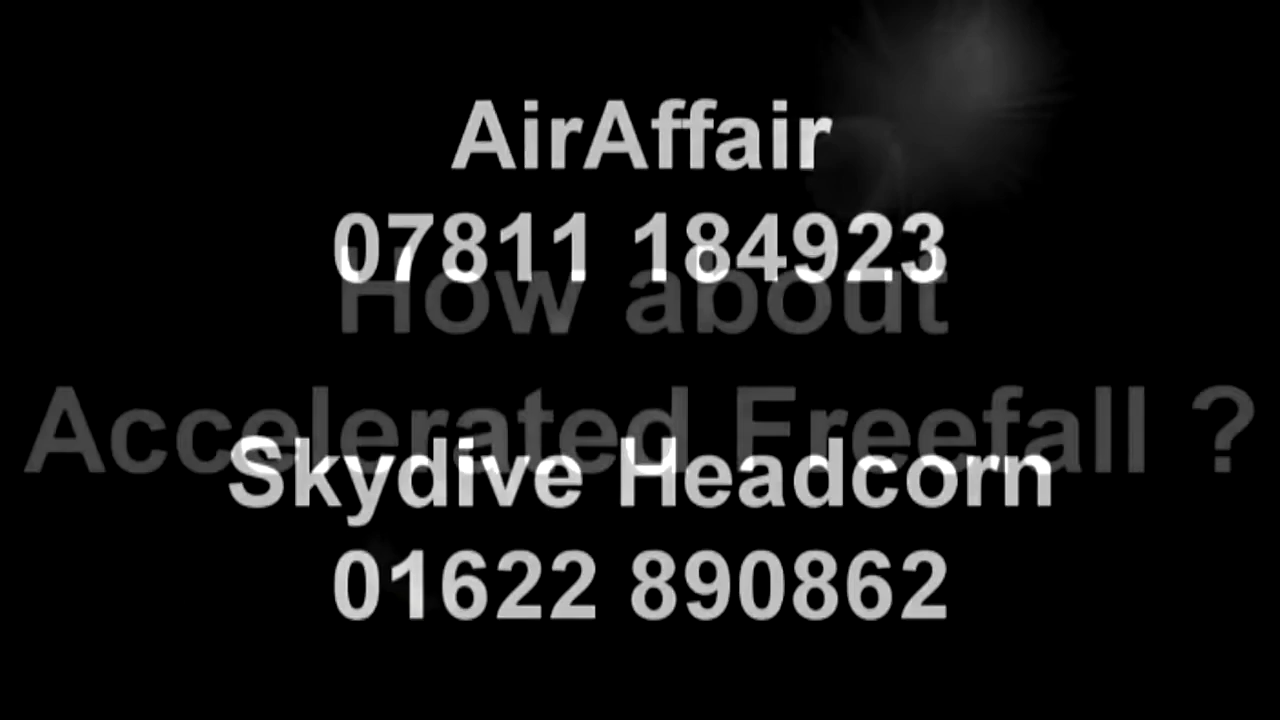 AirAffair
07811 184923
How about
Accelerated Freefall ?
Skydive Headcorn
01622 890862